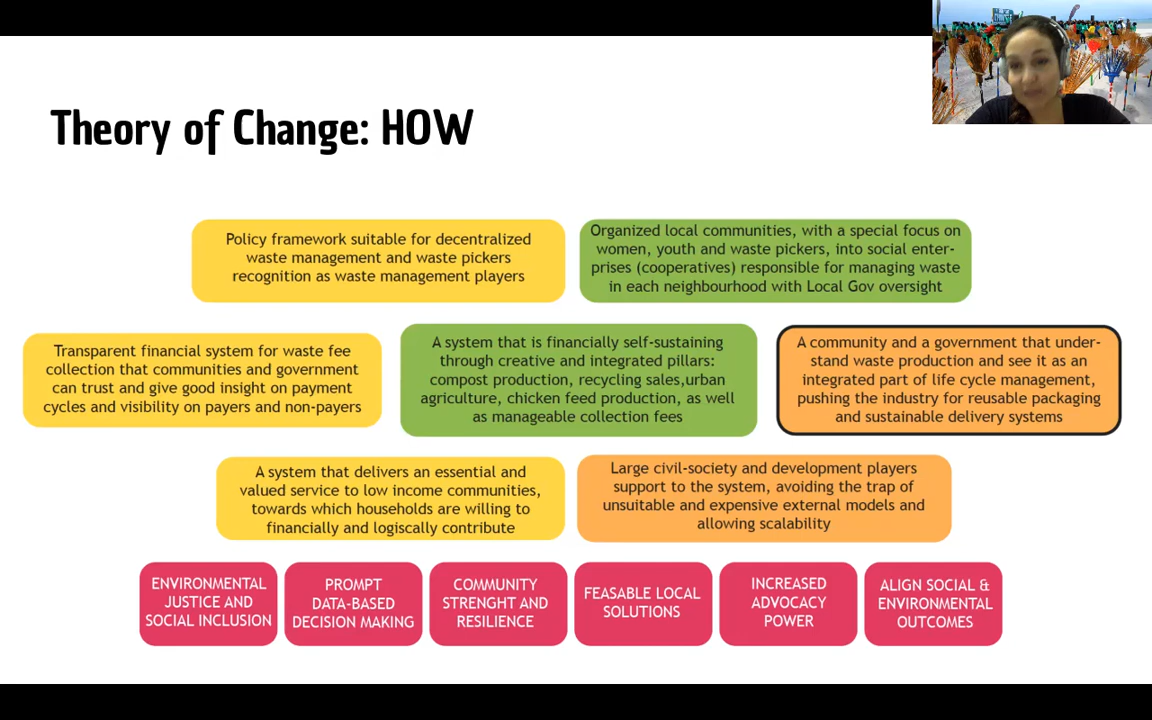 Theory of Change: HOW
Policy framework suitable for decentralized
waste management and waste pickers
recognition as waste management players
Organized local communities, with a special focus on
women, youth and waste pickers, into social enter-
prises (cooperatives) responsible for managing waste
in each neighbourhood with Local Gov oversight
Transparent financial system for waste fee
collection that communities and government
can trust and give good insight on payment
cycles and visibility on payers and non-payers
A system that is financially self-sustaining
through creative and integrated pillars:
compost production, recycling sales,urban
agriculture, chicken feed production, as well
as manageable collection fees
A community and a government that under-
stand waste production and see it as an
integrated part of life cycle management,
pushing the industry for reusable packaging
and sustainable delivery systems
A system that delivers an essential and
valued service to low income communities,
towards which households are willing to
financially and logiscally contribute
Large civil-society and development players
support to the system, avoiding the trap of
unsuitable and expensive external models and
allowing scalability
ENVIRONMENTAL
JUSTICE AND
SOCIAL INCLUSION
PROMPT
DATA-BASED
DECISION MAKING
COMMUNITY
STRENGHT AND
RESILIENCE
FEASABLE LOCAL
SOLUTIONS
INCREASED
ADVOCACY
POWER
ALIGN SOCIAL &
ENVIRONMENTAL
OUTCOMES